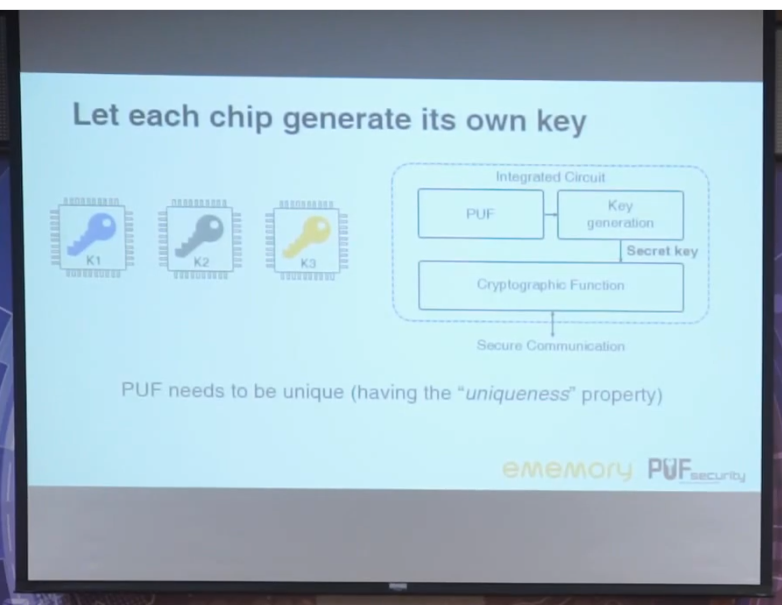 Let each chip generate its own key
K1
K2
K3
Integrated Circuit
PUF
Key
generation
Secret key
Cryptographic Function
Secure Communication
PUF needs to be unique (having the "uniqueness" property)
ememory PUFsecurity